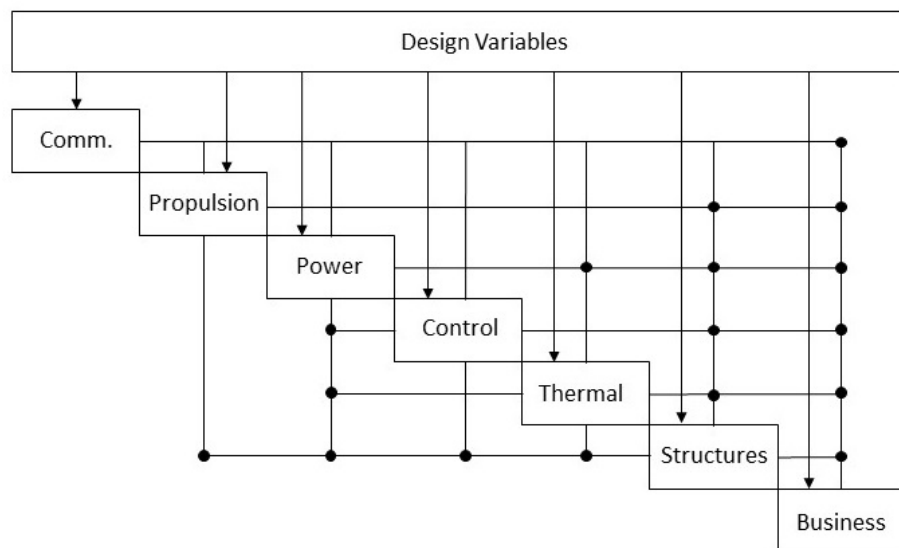 Design Variables
Comm.
Propulsion
Power
Control
Thermal
Structures
Business